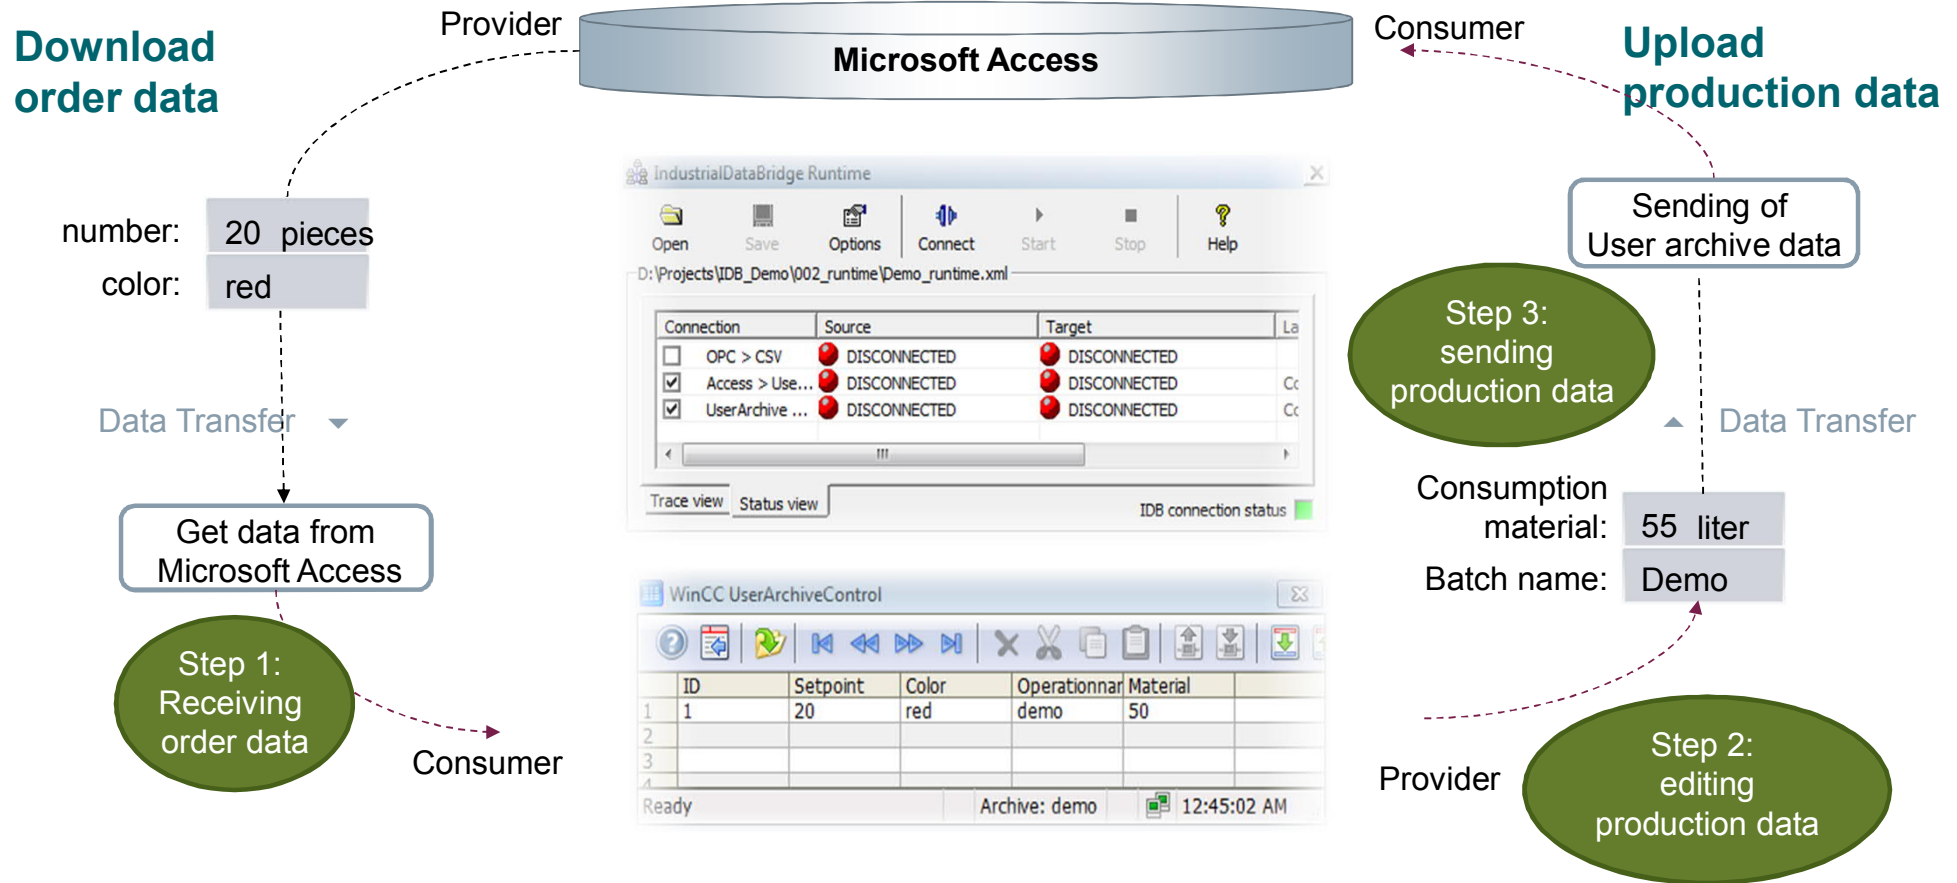 Download
order data
Provider
Microsoft Access
Consumer
Upload
production data
number:
20 pieces
color:
red
Data Transfer
Get data from
Microsoft Access
Step 1:
Receiving
order data
Consumer
IndustrialDataBridge Runtime
Open Save Options Connect Start Stop Help
D:\Projects\IDB_Demo\002_runtime\Demo_runtime.xml
Connection Source Target La
OPC > CSV DISCONNECTED DISCONNECTED
Access > Use... DISCONNECTED DISCONNECTED Co
UserArchive ... DISCONNECTED DISCONNECTED Co
Trace view Status view IDB connection status
WinCC UserArchiveControl
ID Setpoint Color Operationnar Material
1 1 20 red demo 50
2
3
4
Ready Archive: demo 12:45:02 AM
Sending of
User archive data
Step 3:
sending
production data
Data Transfer
Consumption
material:
55 liter
Batch name:
Demo
Provider
Step 2:
editing
production data